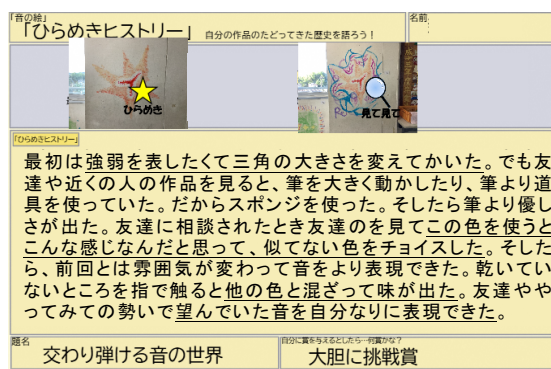 「音の絵」
「ひらめきヒストリー」 自分の作品のたどってきた歴史を語ろう!
名前
ひらめき
見て見て
「ひらめきヒストリー」
最初は強弱を表したくて三角の大きさを変えてかいた。でも友
達や近くの人の作品を見ると、筆を大きく動かしたり、筆より道
具を使っていた。だからスポンジを使った。そしたら筆より優し
さが出た。友達に相談されたとき友達のを見てこの色を使うと
こんな感じなんだと思って、似てない色をチョイスした。そした
ら、前回とは雰囲気が変わって音をより表現できた。乾いてい
ないところを指で触ると他の色と混ざって味が出た。友達やや
ってみての勢いで望んでいた音を自分なりに表現できた。
題名
交わり弾ける音の世界
自分に賞を与えるとしたら…何賞かな?
大胆に挑戦賞